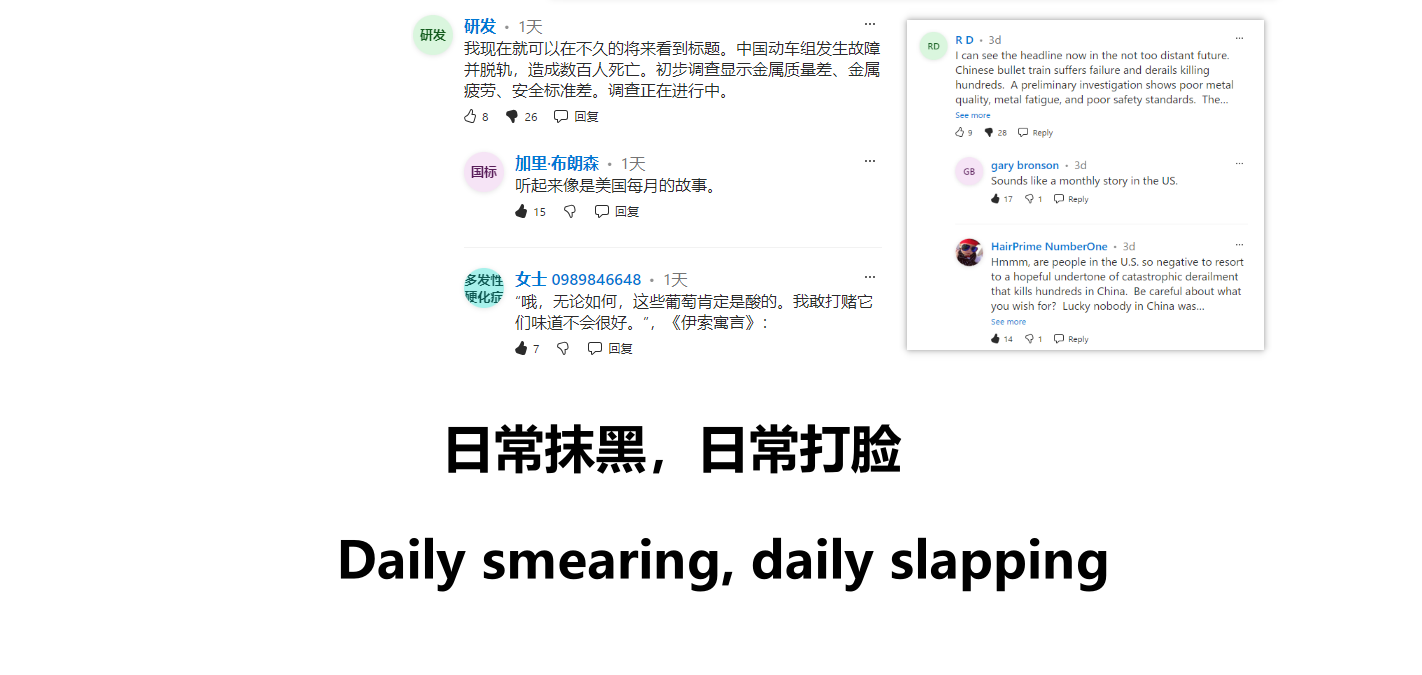 研发
研发 • 1天
我现在就可以在不久的将来看到标题。中国动车组发生故障
并脱轨，造成数百人死亡。初步调查显示金属质量差、金属
疲劳、安全标准差。调查正在进行中。
8 26 回复
国标
加里·布朗森 • 1天
听起来像是美国每月的故事。
15 回复
多发性
硬化症
女士 0989846648 • 1天
“哦，无论如何，这些葡萄肯定是酸的。我敢打赌它
们味道不会很好。”，《伊索寓言》：
7 回复
RD
R D • 3d
I can see the headline now in the not too distant future.
Chinese bullet train suffers failure and derails killing
hundreds. A preliminary investigation shows poor metal
quality, metal fatigue, and poor safety standards. The...
See more
9 28 Reply
GB
gary bronson • 3d
Sounds like a monthly story in the US.
17 1 Reply
HairPrime NumberOne • 3d
Hmmm, are people in the U.S. so negative to resort
to a hopeful undertone of catastrophic derailment
that kills hundreds in China. Be careful about what
you wish for? Lucky nobody in China was...
See more
14 1 Reply
日常抹黑，日常打脸
Daily smearing, daily slapping